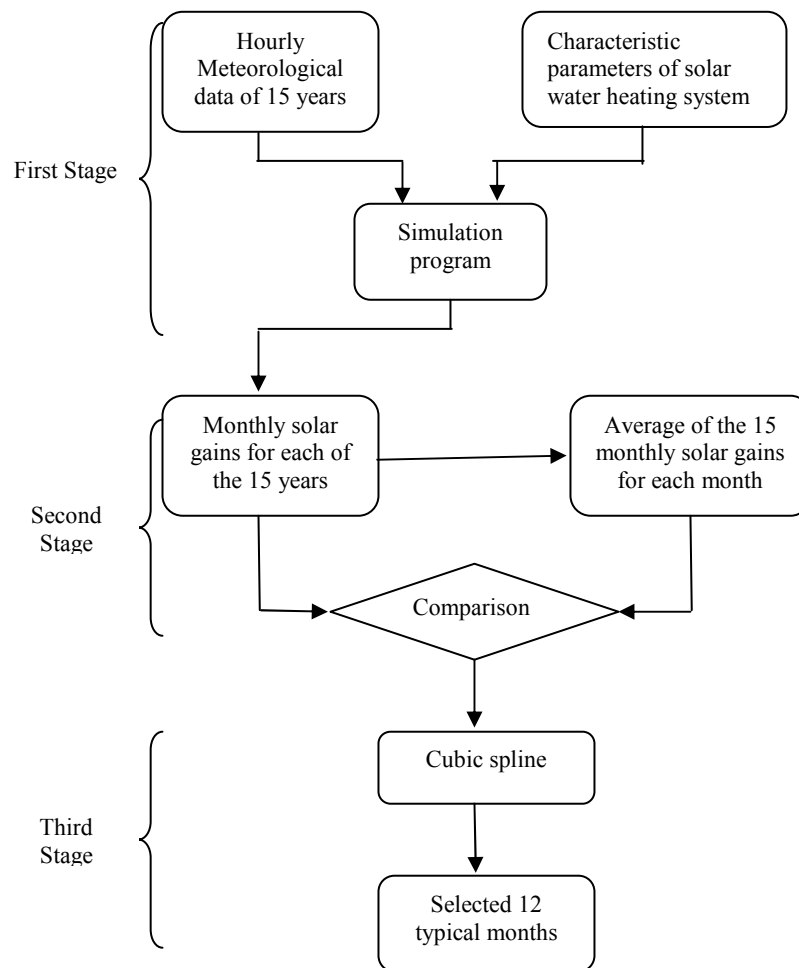 Hourly
Meteorological
data of 15 years
Characteristic
parameters of solar
water heating system
First Stage
Simulation
program
Monthly solar
gains for each of
the 15 years
Average of the 15
monthly solar gains
for each month
Second
Stage
Comparison
Cubic spline
Third
Stage
Selected 12
typical months